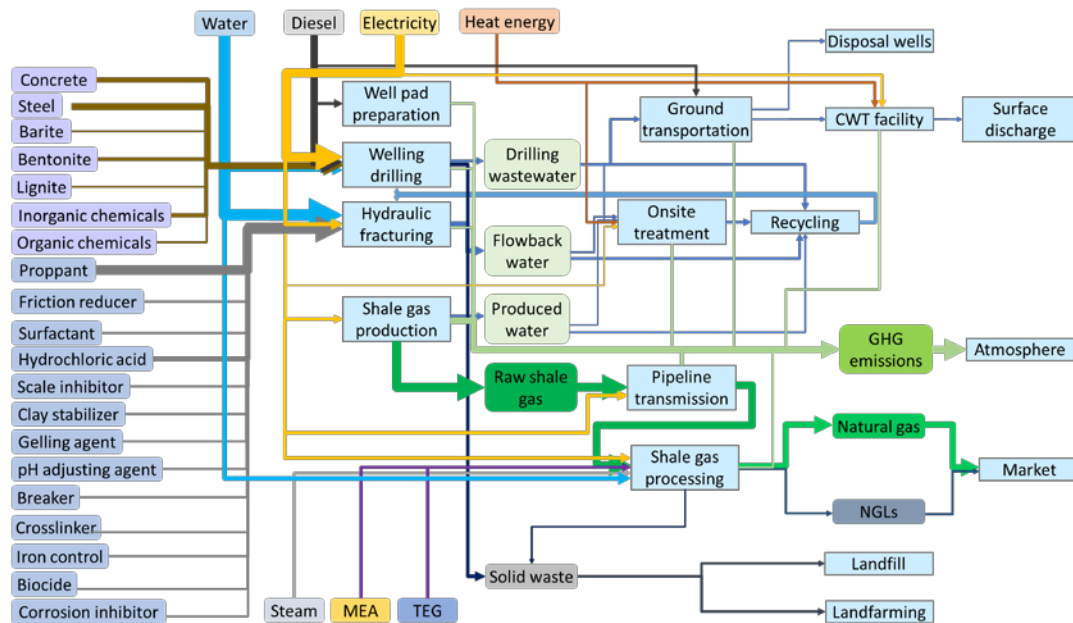 Water
Diesel
Electricity
Heat energy
Concrete
Steel
Barite
Bentonite
Lignite
Inorganic chemicals
Organic chemicals
Proppant
Friction reducer
Surfactant
Hydrochloric acid
Scale inhibitor
Clay stabilizer
Gelling agent
pH adjusting agent
Breaker
Crosslinker
Iron control
Biocide
Corrosion inhibitor
Well pad
preparation
Welling
drilling
Hydraulic
fracturing
Shale gas
production
Drilling
wastewater
Flowback
water
Produced
water
Raw shale
gas
Ground
transportation
Onsite
treatment
Recycling
Pipeline
transmission
Shale gas
processing
Disposal wells
CWT facility
Surface
discharge
GHG
emissions
Atmosphere
Natural gas
NGLs
Market
Steam
MEA
TEG
Solid waste
Landfill
Landfarming